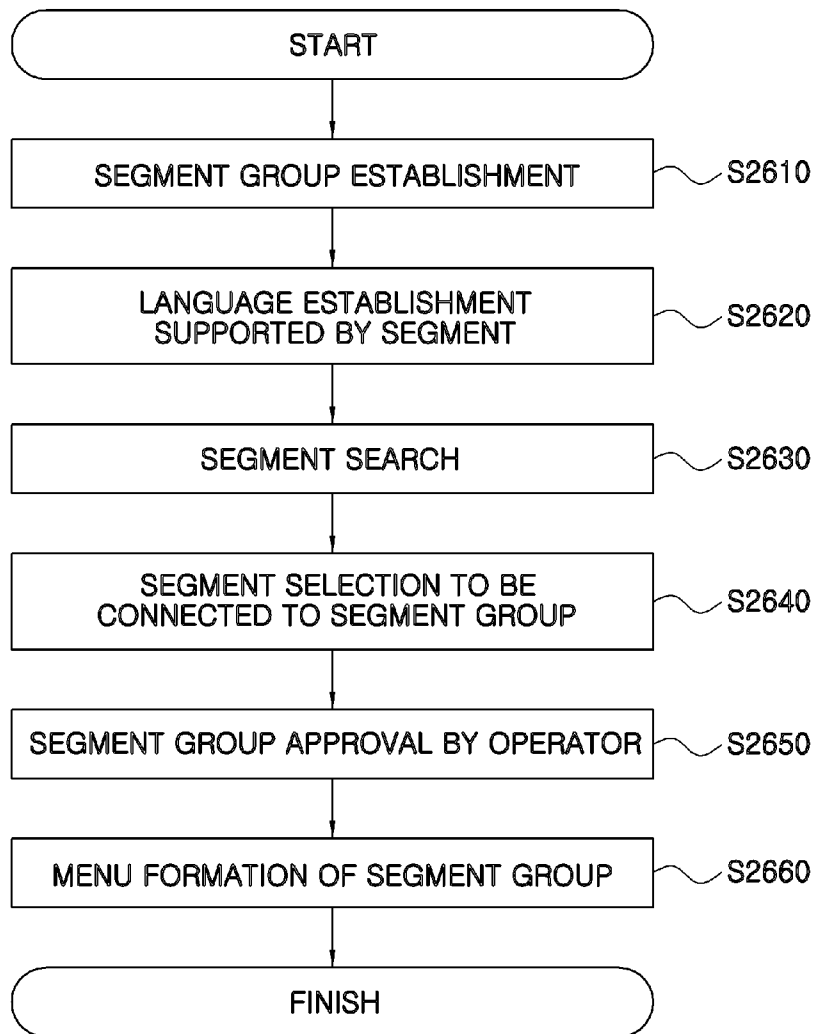 START
SEGMENT GROUP ESTABLISHMENT
S2610
LANGUAGE ESTABLISHMENT
SUPPORTED BY SEGMENT
S2620
SEGMENT SEARCH
S2630
SEGMENT SELECTION TO BE
CONNECTED TO SEGMENT GROUP
S2640
SEGMENT GROUP APPROVAL BY OPERATOR
S2650
MENU FORMATION OF SEGMENT GROUP
S2660
FINISH